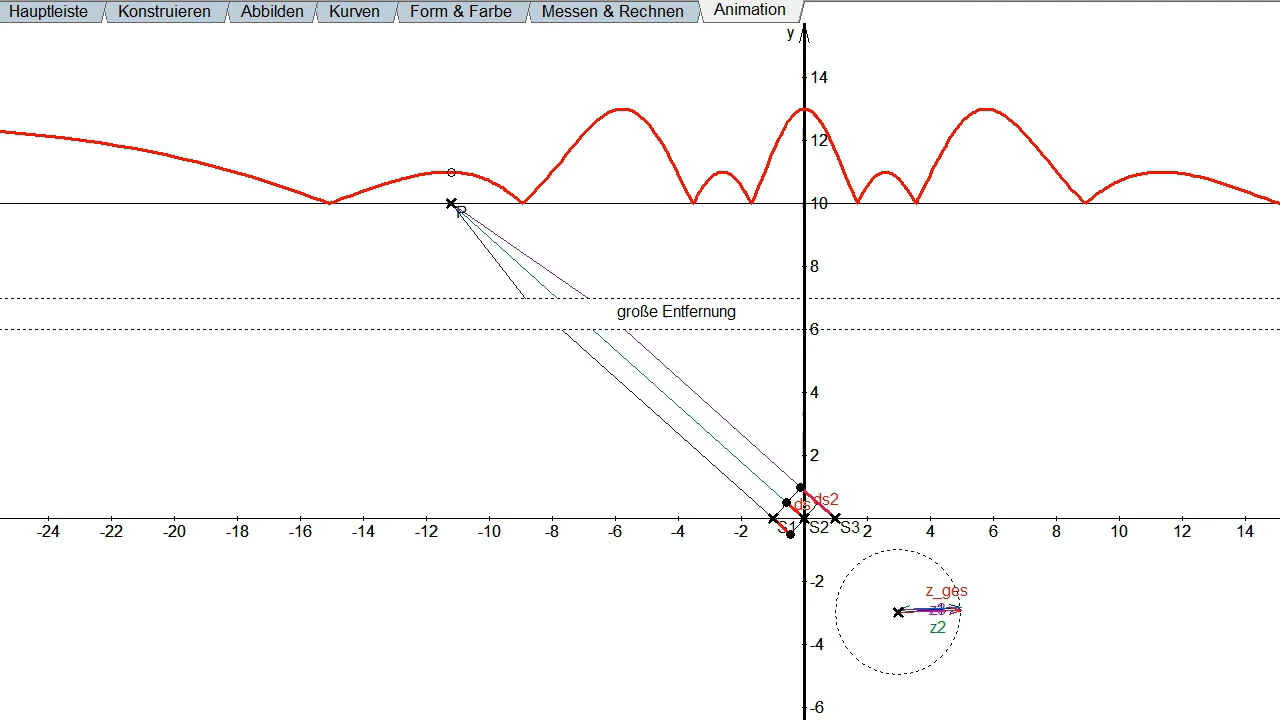 Hauptleiste Konstruieren Abbilden Kurven Form & Farbe Messen & Rechnen Animation
y
14
12
10
P
8
große Entfernung
6
4
2
ds ds2
-24 -22 -20 -18 -16 -14 -12 -10 -8 -6 -4 -2 S1 S2 S3 2 4 6 8 10 12 14
-2
z_ges
z2
-4
-6